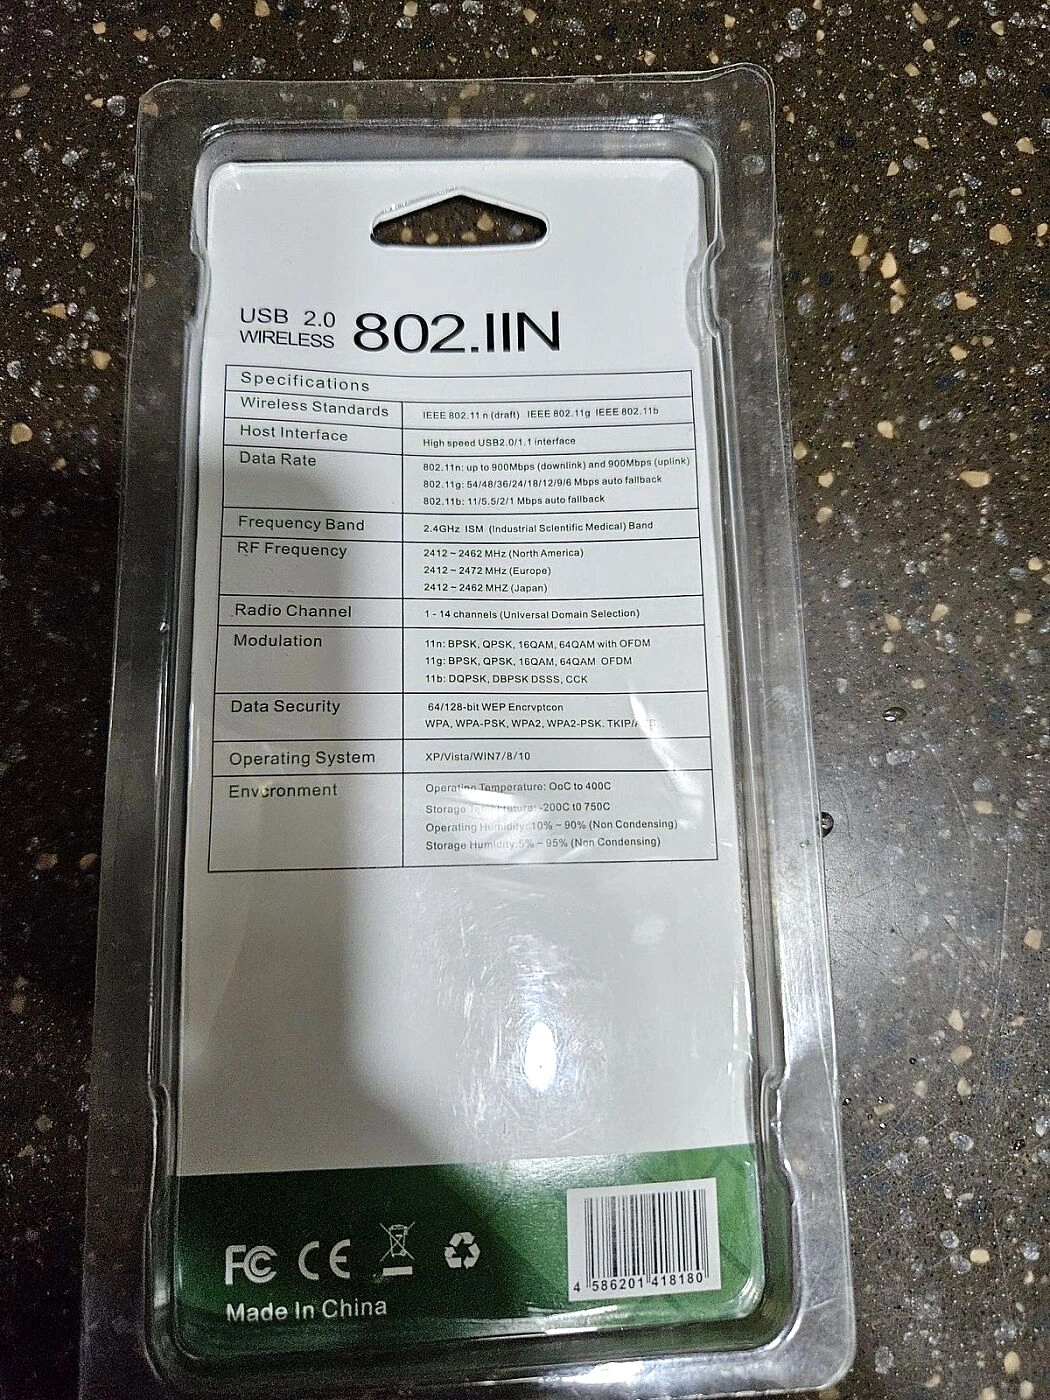 USB 2.0
WIRELESS
802.IIN
Specifications
Wireless Standards
IEEE 802.11 n (draft) IEEE 802.11g IEEE 802.11b
Host Interface
High speed USB2.0/1.1 interface
Data Rate
802.11n: up to 900Mbps (downlink) and 900Mbps (uplink)
802.11g: 54/48/36/24/18/12/9/6 Mbps auto fallback
802.11b: 11/5.5/2/1 Mbps auto fallback
Frequency Band
2.4GHz ISM (Industrial Scientific Medical) Band
RF Frequency
2412 ~ 2462 MHz (North America)
2412 ~ 2472 MHz (Europe)
2412 ~ 2462 MHZ (Japan)
Radio Channel
1 - 14 channels (Universal Domain Selection)
Modulation
11n: BPSK, QPSK, 16QAM, 64QAM with OFDM
11g: BPSK, QPSK, 16QAM, 64QAM OFDM
11b: DQPSK, DBPSK DSSS, CCK
Data Security
64/128-bit WEP Encrvptcon
WPA, WPA-PSK, WPA2, WPA2-PSK. TKIP/
Operating System
XP/Vista/WIN7/8/10
Envcronment
Operating Temperature: OoC to 400C
Storage Temperature: -200C t0 750C
Operating Humidity: 10% ~ 90% (Non Condensing)
Storage Humidity:5% ~ 95% (Non Condensing)
FC CE
Made In China
4 586201 418180